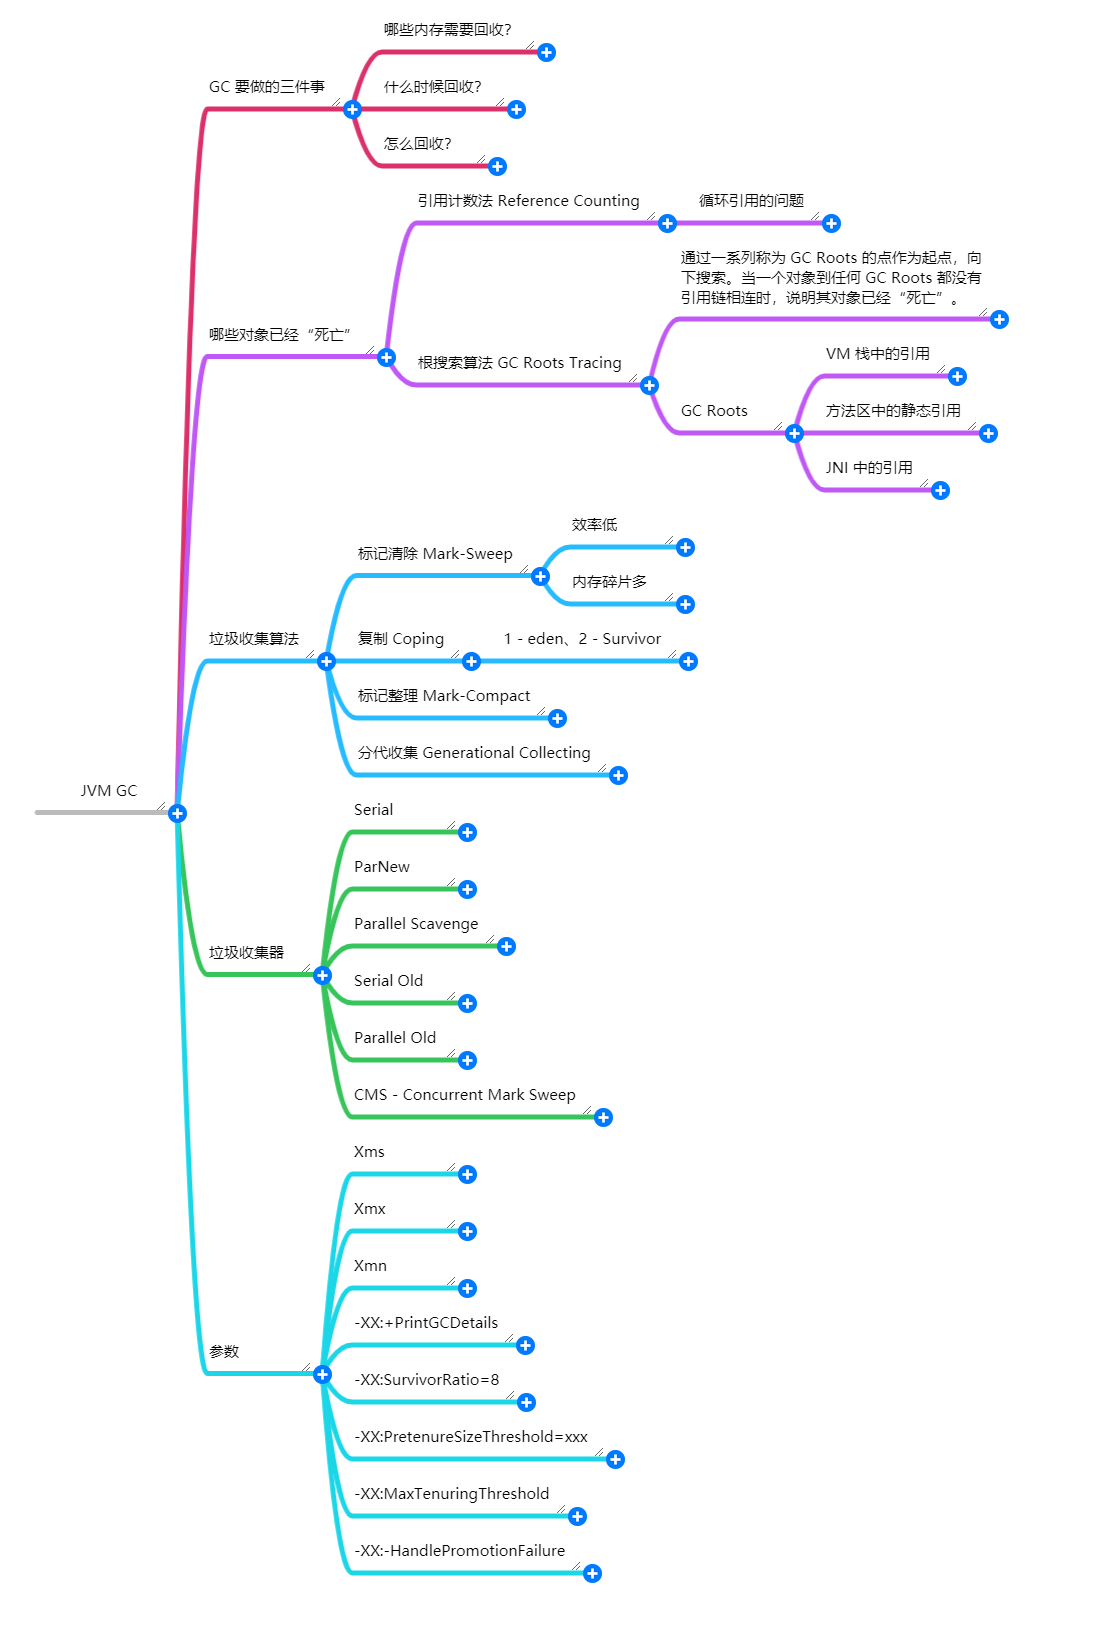 JVM GC
GC 要做的三件事
哪些内存需要回收？
什么时候回收？
怎么回收？
哪些对象已经“死亡”
引用计数法 Reference Counting
循环引用的问题
根搜索算法 GC Roots Tracing
通过一系列称为 GC Roots 的点作为起点，向
下搜索。当一个对象到任何 GC Roots 都没有
引用链相连时，说明其对象已经“死亡”。
GC Roots
VM 栈中的引用
方法区中的静态引用
JNI 中的引用
垃圾收集算法
标记清除 Mark-Sweep
效率低
内存碎片多
复制 Coping
1 - eden、2 - Survivor
标记整理 Mark-Compact
分代收集 Generational Collecting
垃圾收集器
Serial
ParNew
Parallel Scavenge
Serial Old
Parallel Old
CMS - Concurrent Mark Sweep
参数
Xms
Xmx
Xmn
-XX:+PrintGCDetails
-XX:SurvivorRatio=8
-XX:PretenureSizeThreshold=xxx
-XX:MaxTenuringThreshold
-XX:-HandlePromotionFailure